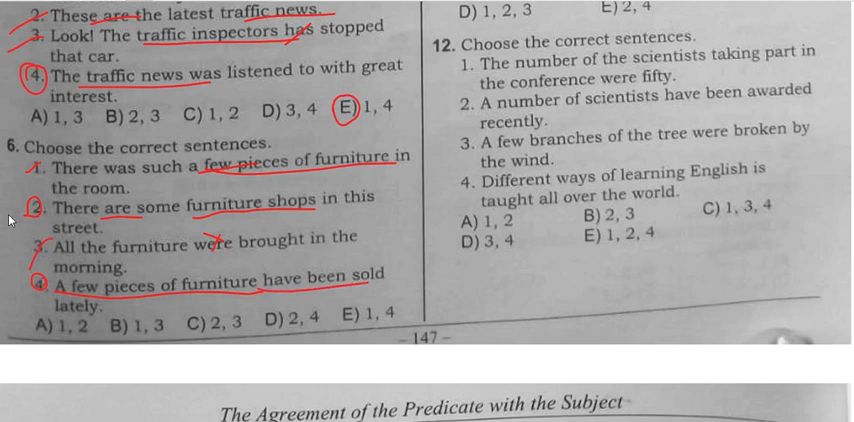 2. These are the latest traffic news.
3. Look! The traffic inspectors has stopped
that car.
4. The traffic news was listened to with great
interest.
A) 1, 3 B) 2, 3 C) 1, 2 D) 3, 4 E) 1, 4
6. Choose the correct sentences.
1. There was such a few pieces of furniture in
the room.
2. There are some furniture shops in this
street.
3. All the furniture were brought in the
morning.
4. A few pieces of furniture have been sold
lately.
A) 1, 2 B) 1, 3 C) 2, 3 D) 2, 4 E) 1, 4
D) 1, 2, 3 E) 2, 4
12. Choose the correct sentences.
1. The number of the scientists taking part in
the conference were fifty.
2. A number of scientists have been awarded
recently.
3. A few branches of the tree were broken by
the wind.
4. Different ways of learning English is
taught all over the world.
A) 1, 2 B) 2, 3 C) 1, 3, 4
D) 3, 4 E) 1, 2, 4
– 147 –
The Agreement of the Predicate with the Subject